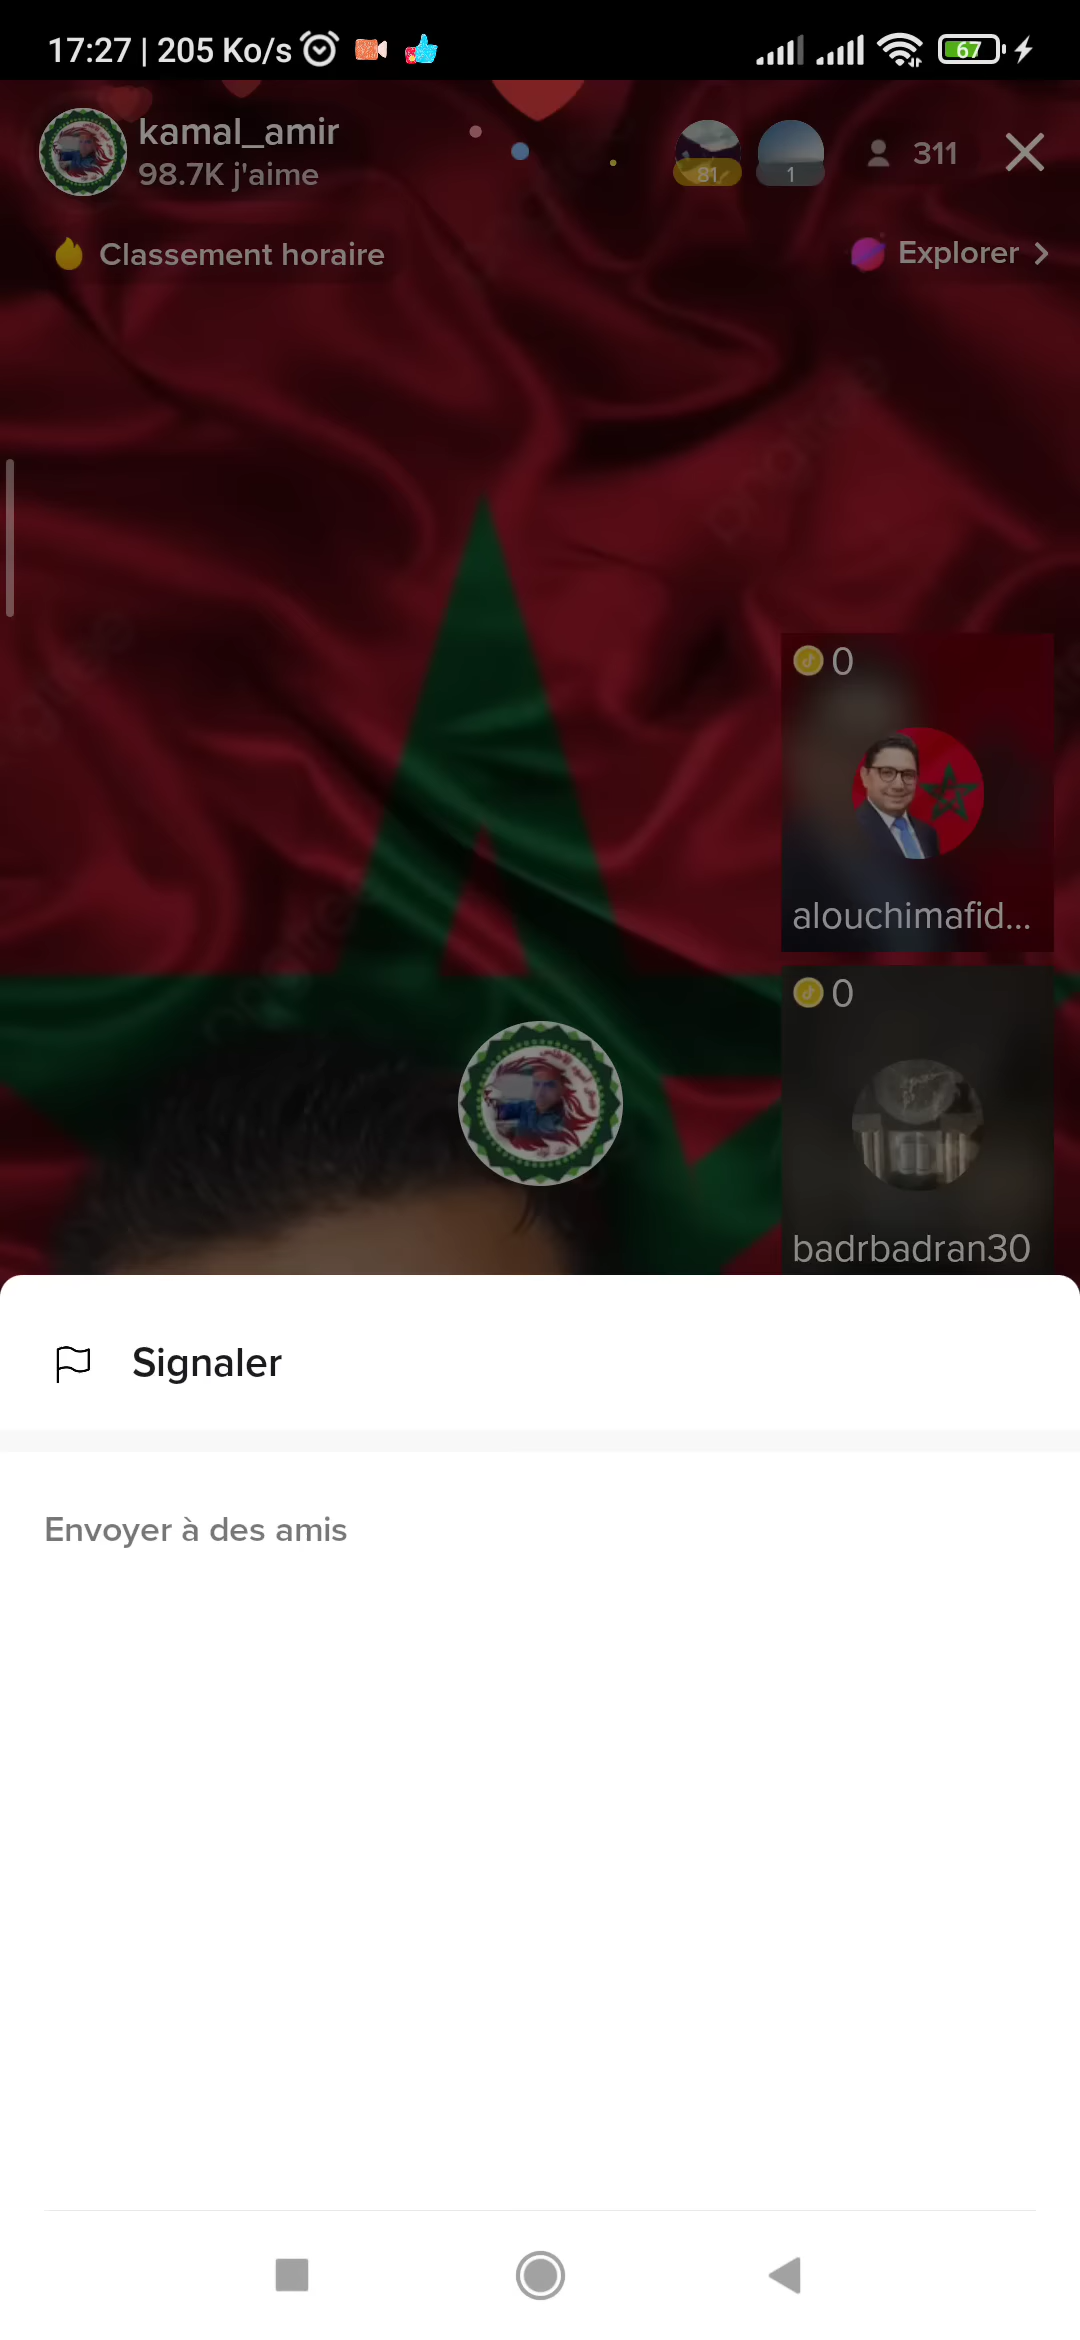 17:27 | 205 Ko/s
67
kamal_amir
98.7K j'aime
81
1
311
Classement horaire
Explorer
0
alouchimafid...
0
badrbadran30
Signaler
Envoyer à des amis